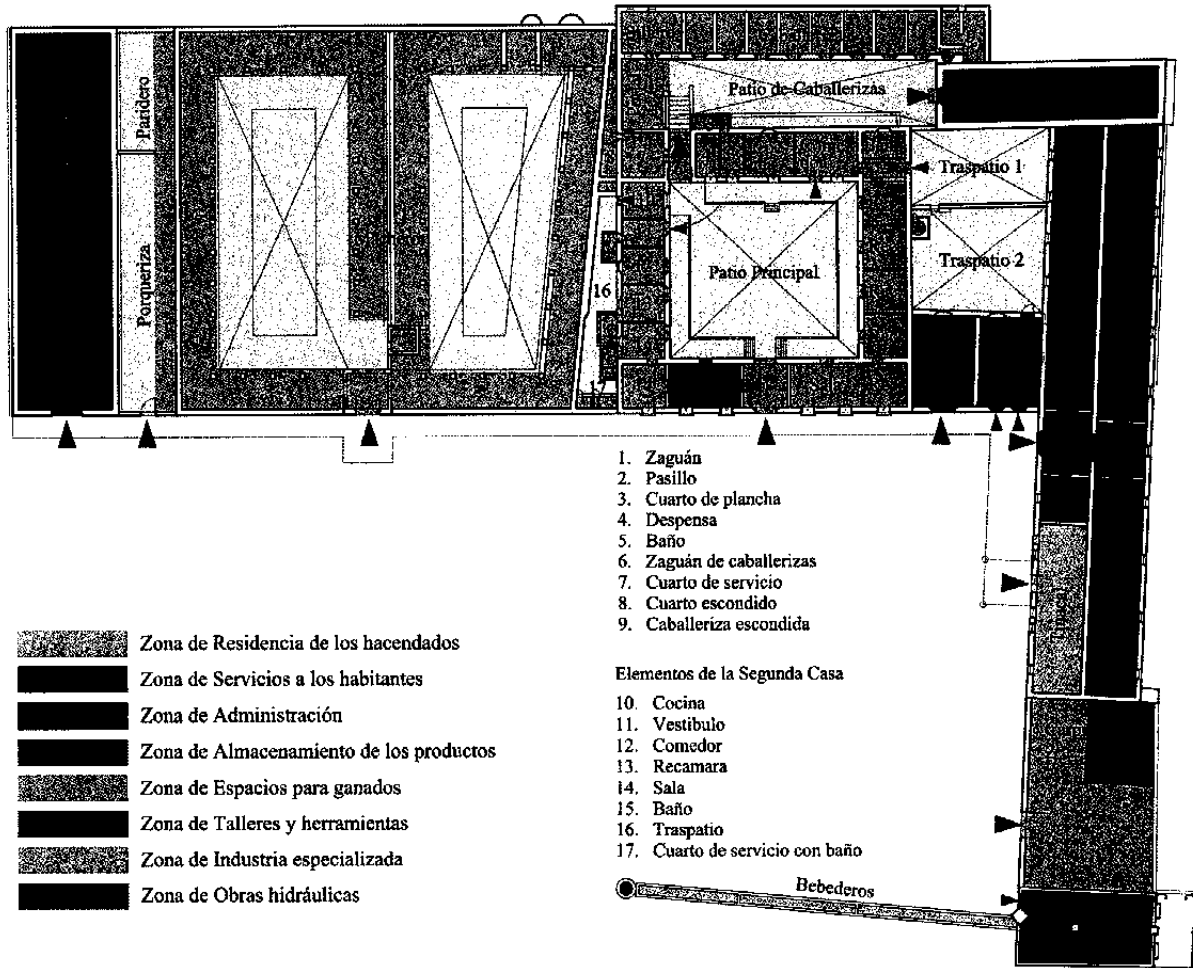 Paridero
Porqueriza
Patio de Caballerizas
Traspatio 1
Traspatio 2
Patio Principal
16
17
1. Zaguán
2. Pasillo
3. Cuarto de plancha
4. Despensa
5. Baño
6. Zaguán de caballerizas
7. Cuarto de servicio
8. Cuarto escondido
9. Caballeriza escondida
Elementos de la Segunda Casa
10. Cocina
11. Vestibulo
12. Comedor
13. Recamara
14. Sala
15. Baño
16. Traspatio
17. Cuarto de servicio con baño
Zona de Residencia de los hacendados
Zona de Servicios a los habitantes
Zona de Administración
Zona de Almacenamiento de los productos
Zona de Espacios para ganados
Zona de Talleres y herramientas
Zona de Industria especializada
Zona de Obras hidráulicas
Bebederos